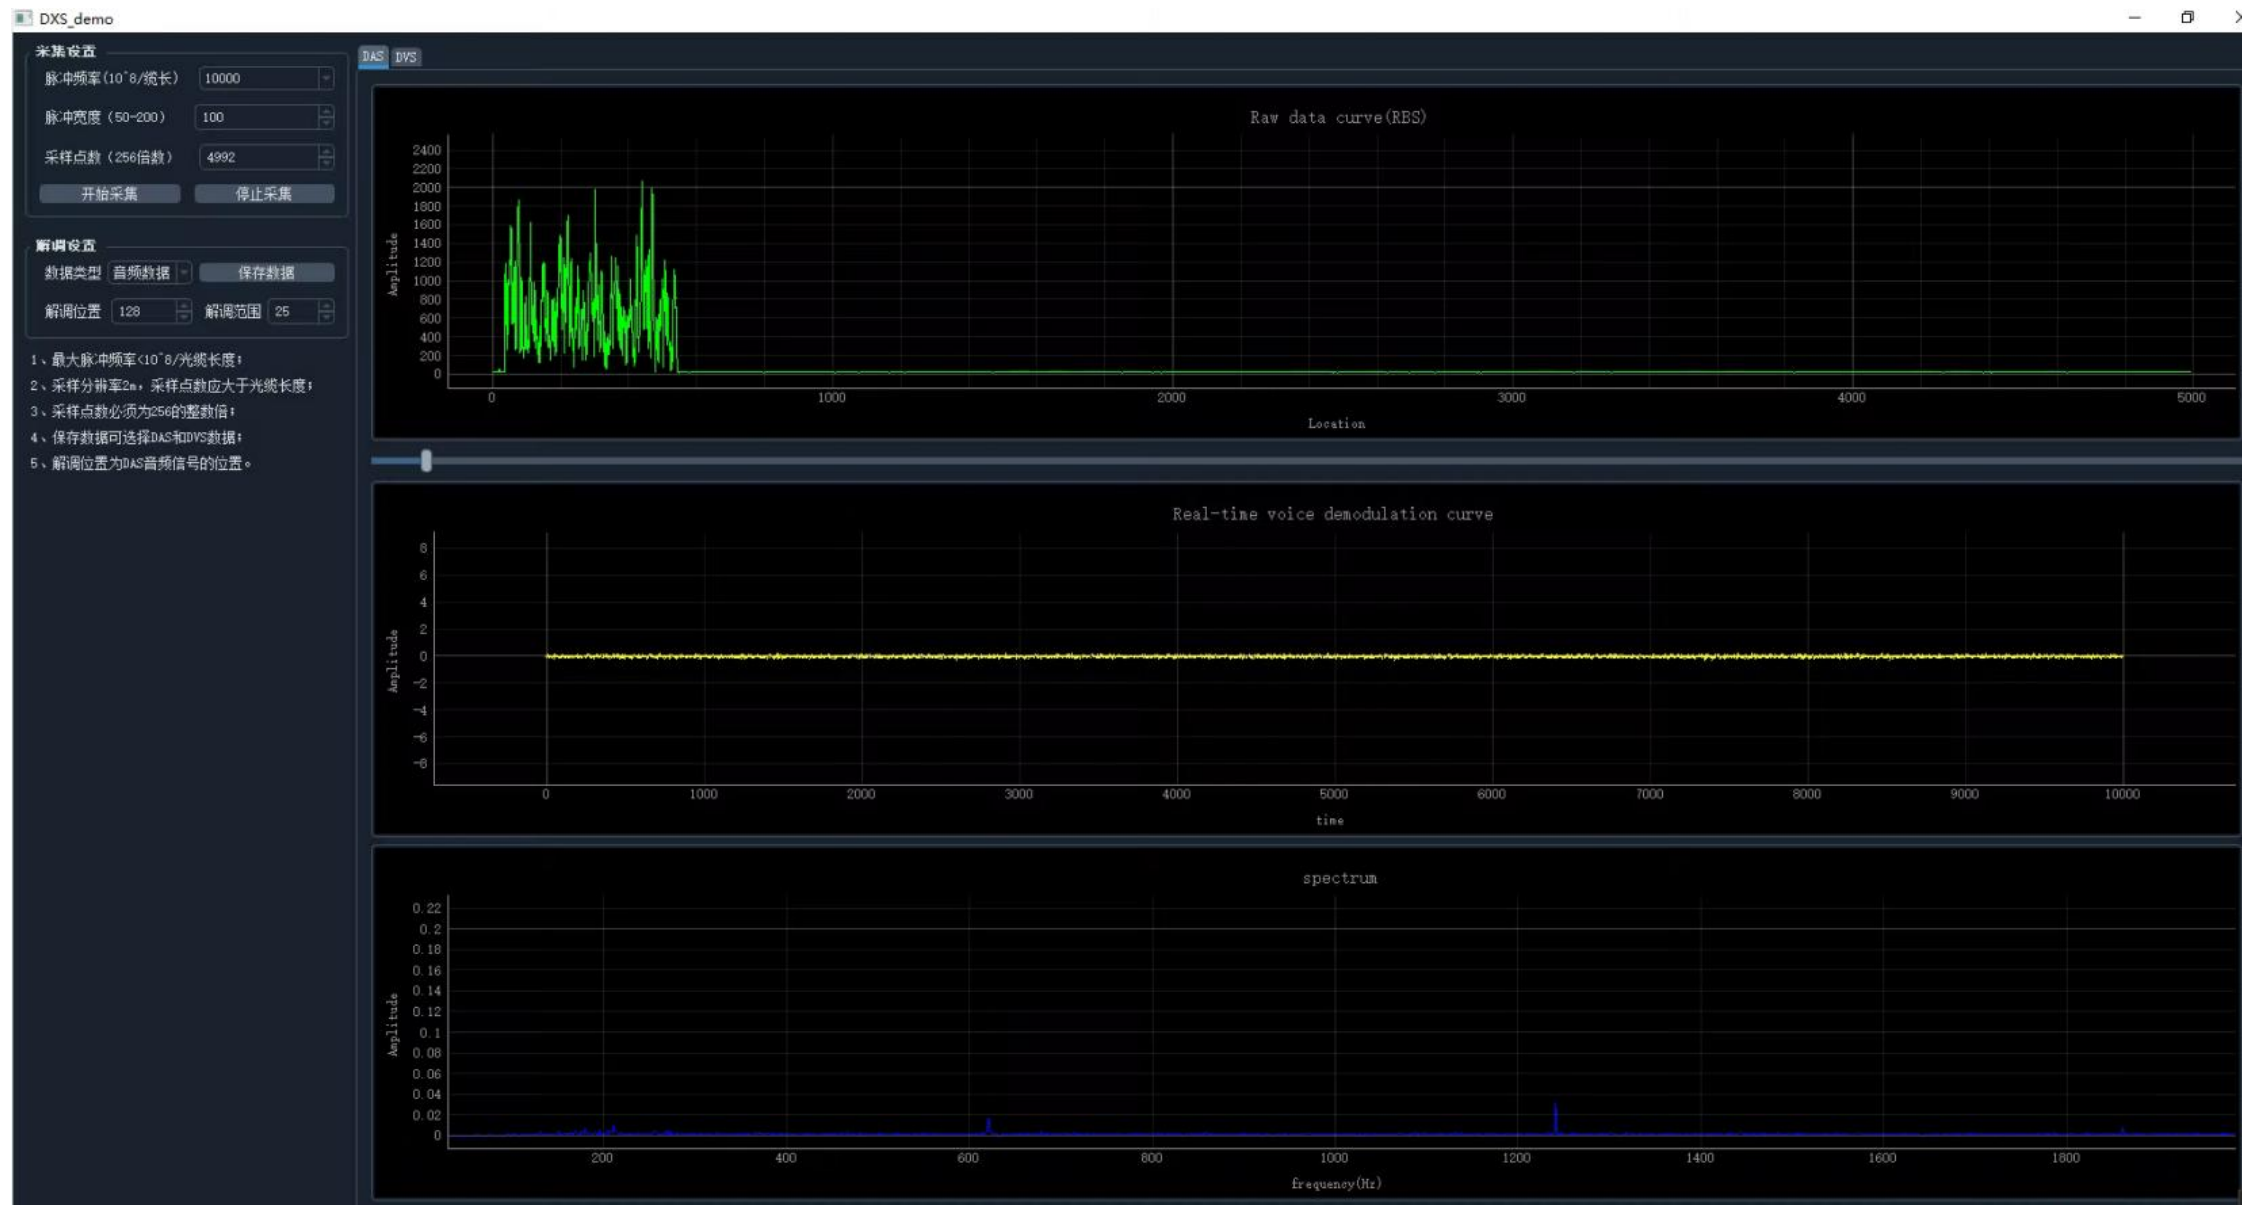 DXS_demo
采集设置
脉冲频率(10^8/缆长) 10000
脉冲宽度（50-200） 100
采样点数（256倍数） 4992
开始采集 停止采集
解调设置
数据类型 音频数据 保存数据
解调位置 128 解调范围 25
1、最大脉冲频率<10^8/光缆长度;
2、采样分辨率2m，采样点数应大于光缆长度;
3、采样点数必须为256的整数倍;
4、保存数据可选择DAS和DVS数据;
5、解调位置为DAS音频信号的位置。
DAS DVS
Raw data curve(RBS)
2400
2200
2000
1800
1600
1400
1200
1000
800
600
400
200
0
Amplitude
0 1000 2000 3000 4000 5000
Location
Real-time voice demodulation curve
8
6
4
2
0
-2
-4
-6
-8
Amplitude
0 1000 2000 3000 4000 5000 6000 7000 8000 9000 10000
time
spectrum
0.22
0.2
0.18
0.16
0.14
0.12
0.1
0.08
0.06
0.04
0.02
0
Amplitude
200 400 600 800 1000 1200 1400 1600 1800
frequency(Hz)